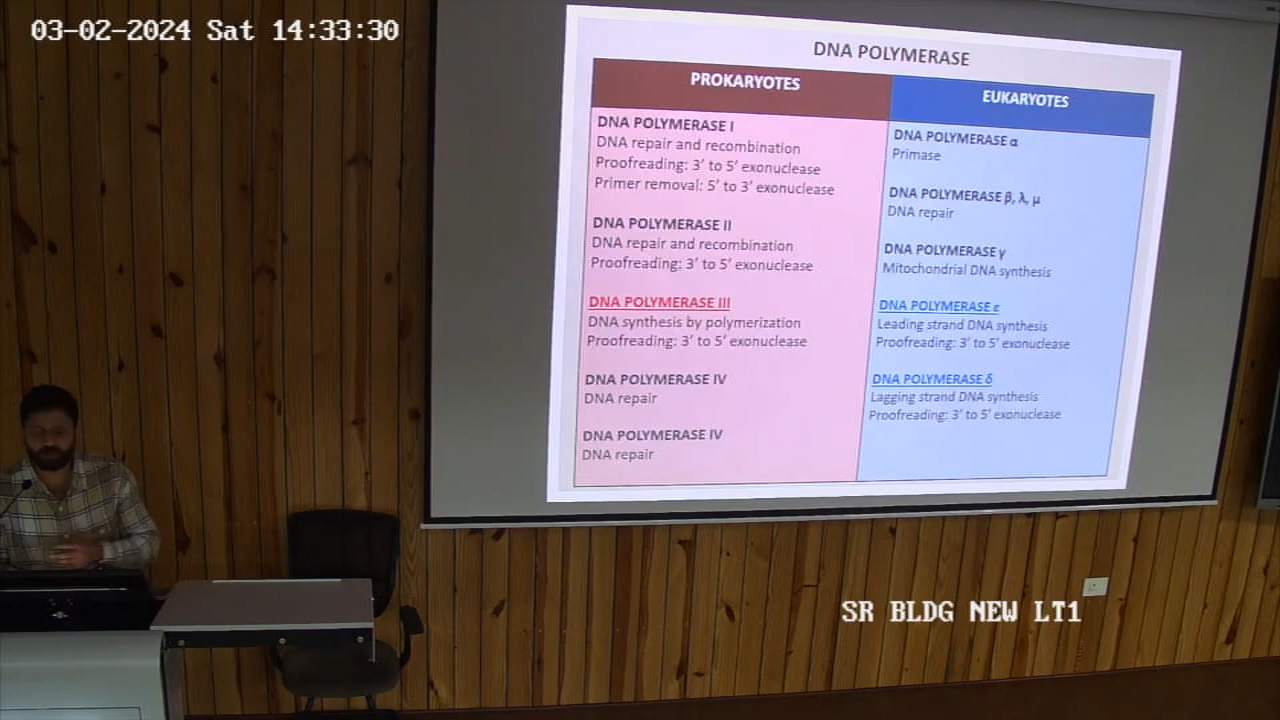 03-02-2024 Sat 14:33:30
DNA POLYMERASE
PROKARYOTES
DNA POLYMERASE I
DNA repair and recombination
Proofreading: 3’ to 5’ exonuclease
Primer removal: 5’ to 3’ exonuclease
DNA POLYMERASE II
DNA repair and recombination
Proofreading: 3’ to 5’ exonuclease
DNA POLYMERASE III
DNA synthesis by polymerization
Proofreading: 3’ to 5’ exonuclease
DNA POLYMERASE IV
DNA repair
DNA POLYMERASE IV
DNA repair
EUKARYOTES
DNA POLYMERASE α
Primase
DNA POLYMERASE β, λ, μ
DNA repair
DNA POLYMERASE γ
Mitochondrial DNA synthesis
DNA POLYMERASE ε
Leading strand DNA synthesis
Proofreading: 3’ to 5’ exonuclease
DNA POLYMERASE δ
Lagging strand DNA synthesis
Proofreading: 3’ to 5’ exonuclease
SR BLDG NEW LT1